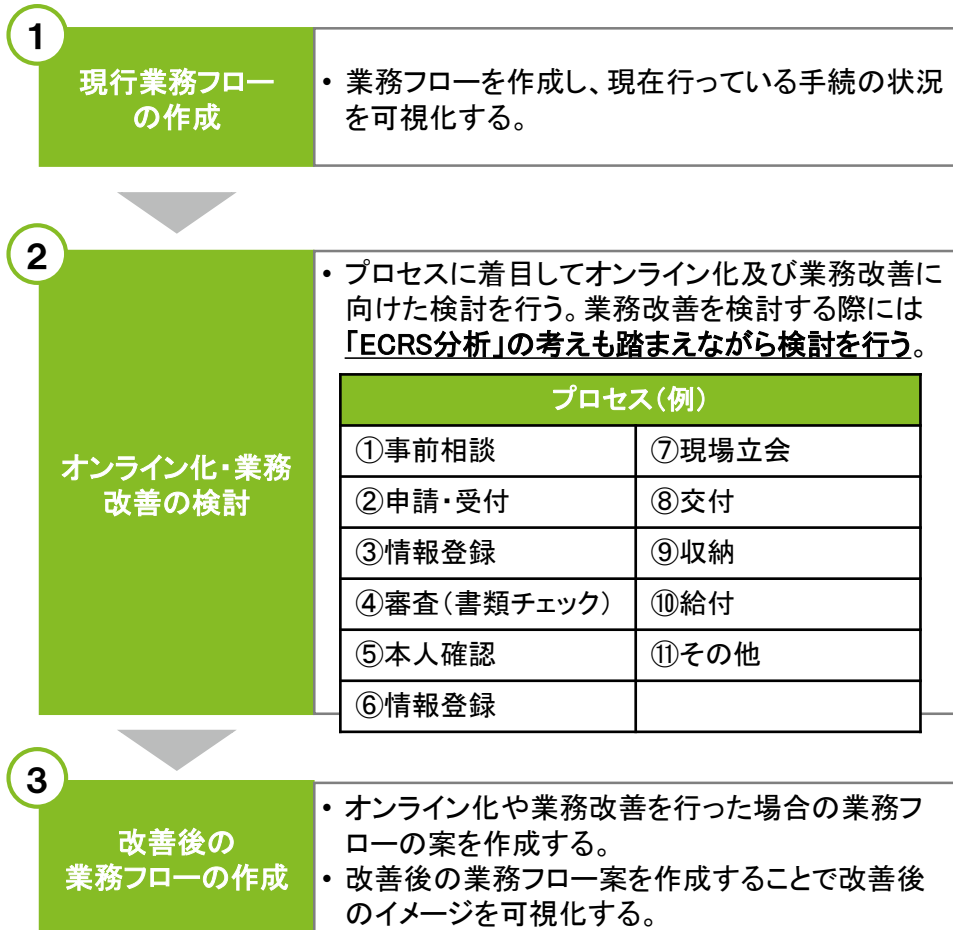 1
現行業務フロー
の作成
• 業務フローを作成し、現在行っている手続の状況
を可視化する。
2
オンライン化・業務
改善の検討
• プロセスに着目してオンライン化及び業務改善に
向けた検討を行う。業務改善を検討する際には
「ECRS分析」の考えも踏まえながら検討を行う。
プロセス(例)
①事前相談
⑦現場立会
②申請・受付
⑧交付
③情報登録
⑨収納
④審査(書類チェック)
⑩給付
⑤本人確認
⑪その他
⑥情報登録
3
改善後の
業務フローの作成
• オンライン化や業務改善を行った場合の業務フ
ローの案を作成する。
• 改善後の業務フロー案を作成することで改善後
のイメージを可視化する。